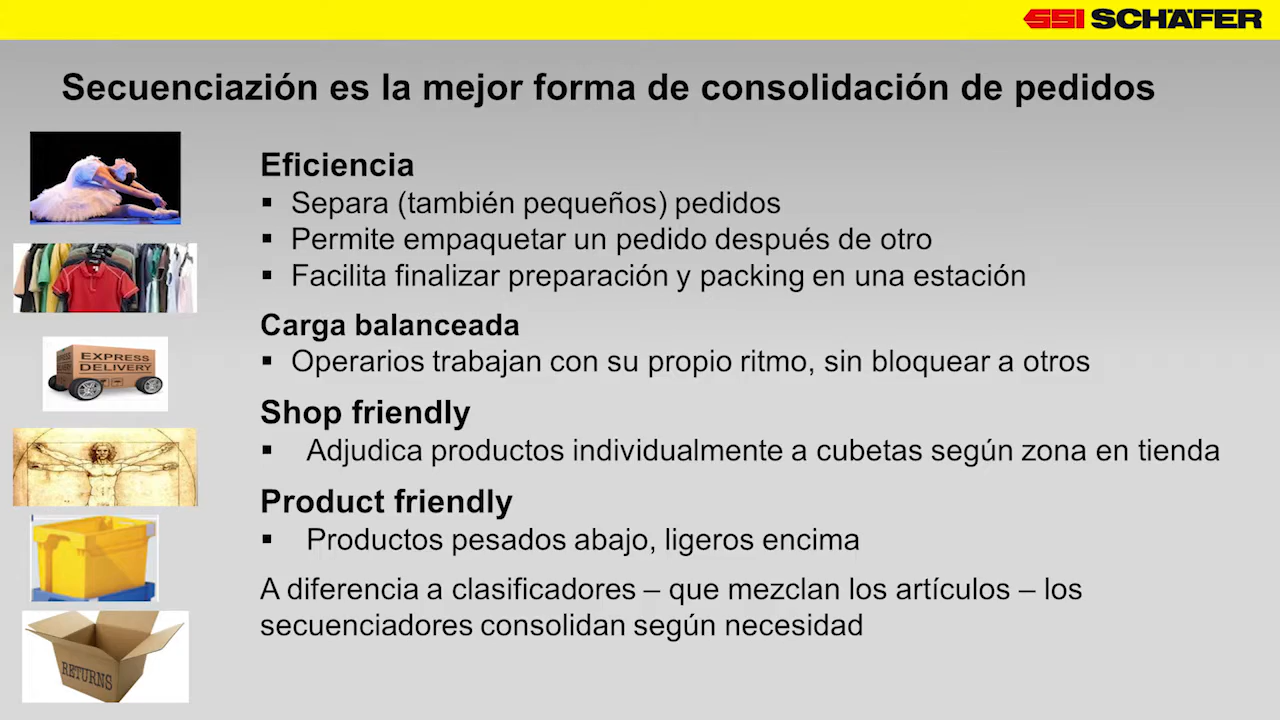 SSI SCHÄFER
Secuenciazión es la mejor forma de consolidación de pedidos
Eficiencia
▪ Separa (también pequeños) pedidos
▪ Permite empaquetar un pedido después de otro
▪ Facilita finalizar preparación y packing en una estación
Carga balanceada
▪ Operarios trabajan con su propio ritmo, sin bloquear a otros
Shop friendly
▪ Adjudica productos individualmente a cubetas según zona en tienda
Product friendly
▪ Productos pesados abajo, ligeros encima
A diferencia a clasificadores – que mezclan los artículos – los
secuenciadores consolidan según necesidad
EXPRESS
DELIVERY
RETURNS